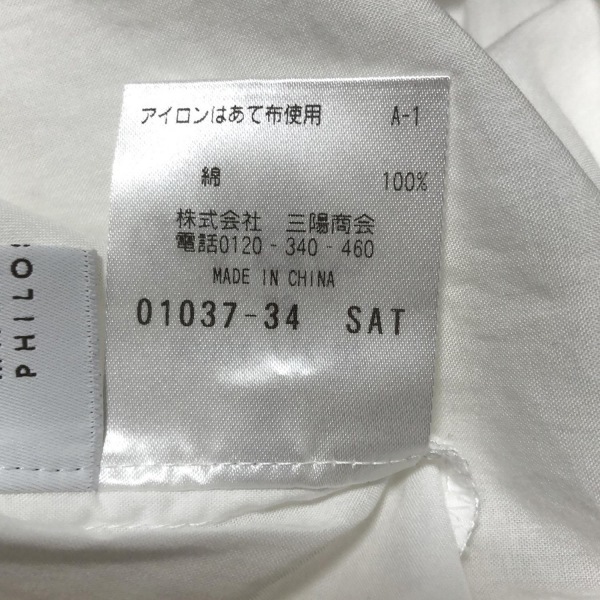 アイロンはあて布使用 A-1
綿 100%
株式会社 三陽商会
電話0120-340-460
MADE IN CHINA
01037-34 SAT
PHILOS